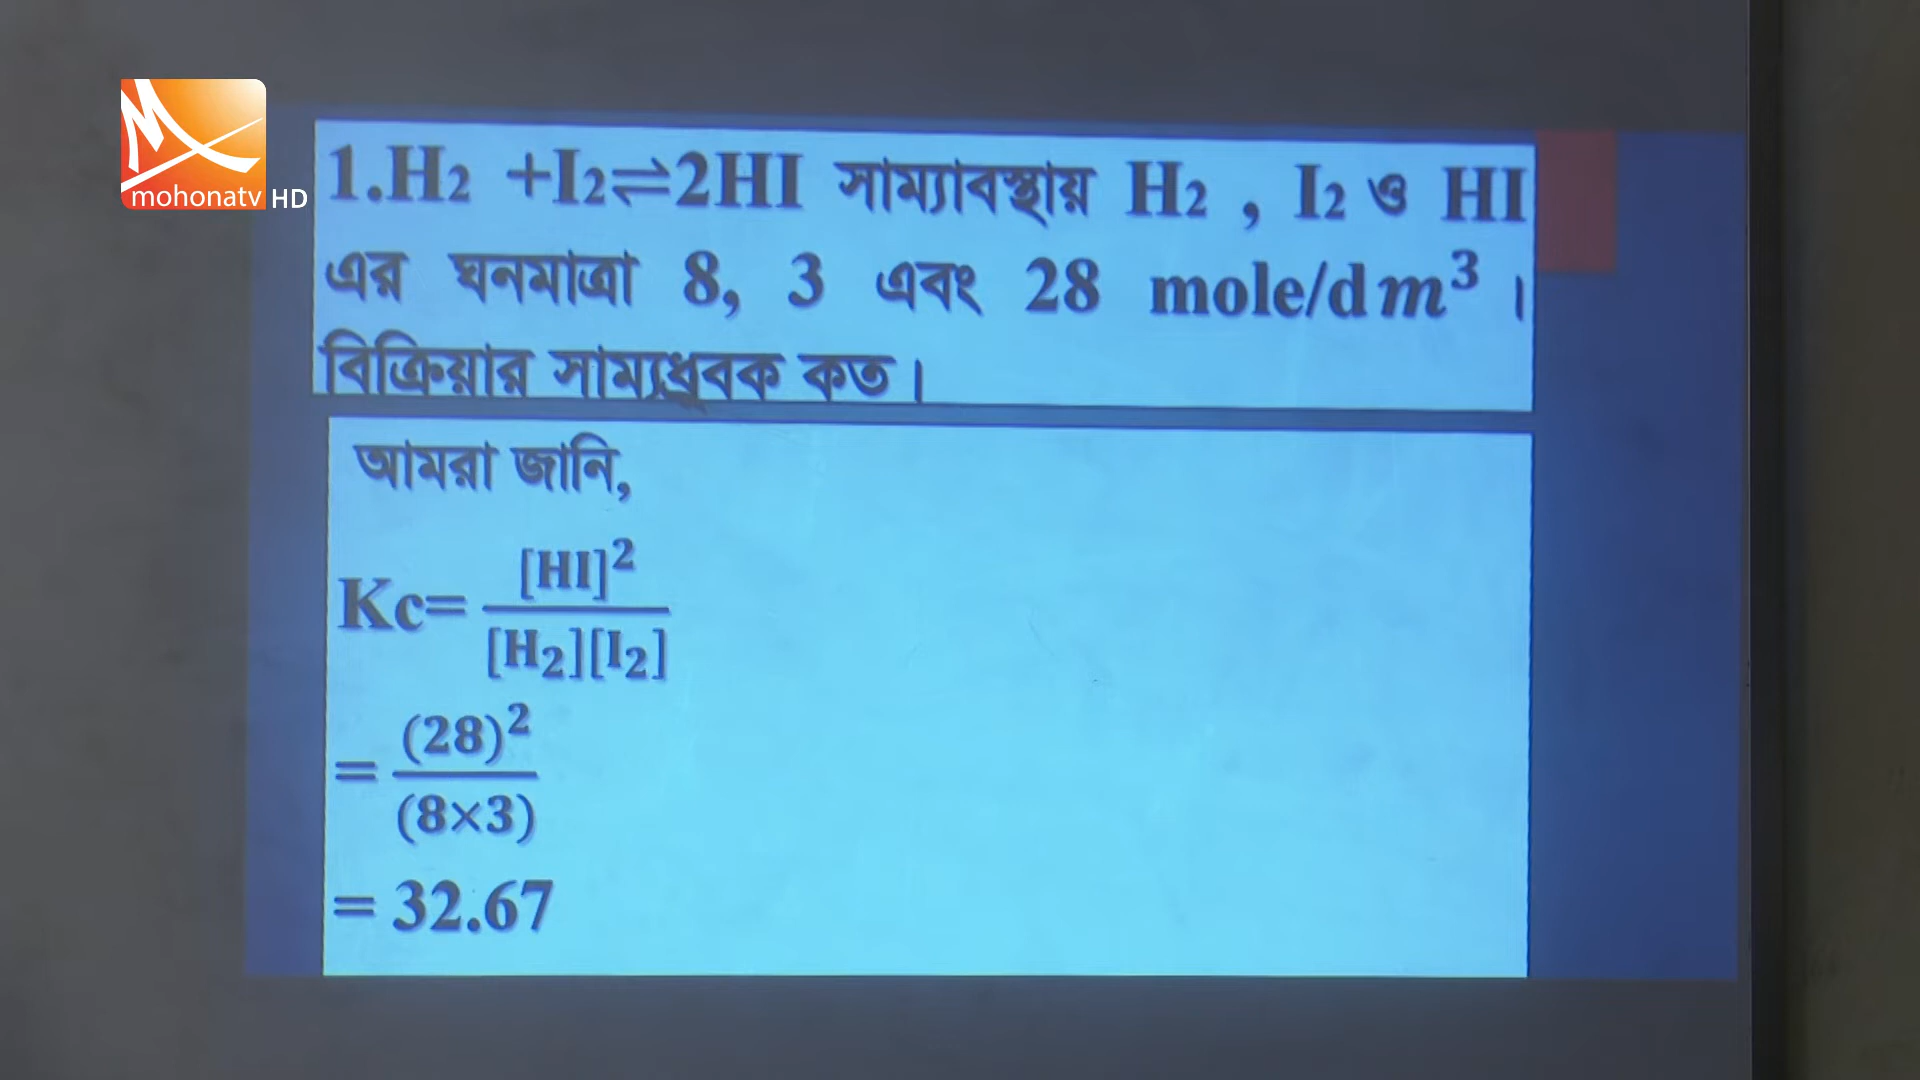 mohonatv HD
1.H₂ +I₂⇌2HI সাম্যাবস্থায় H₂ , I₂ ও HI
এর ঘনমাত্রা 8, 3 এবং 28 mole/dm³ ।
বিক্রিয়ার সাম্যধ্রুবক কত।
আমরা জানি,
Kc= [HI]² / [H₂][I₂]
= (28)² / (8×3)
= 32.67